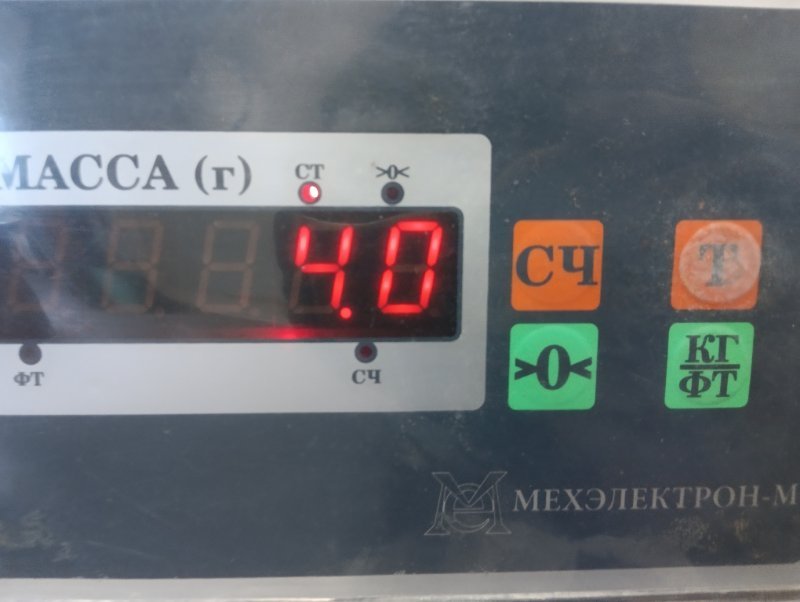 МАССА (г)
СТ
>0<
4.0
ФТ
СЧ
СЧ
Т
>0<
КГ
ФТ
МЕХЭЛЕКТРОН-М